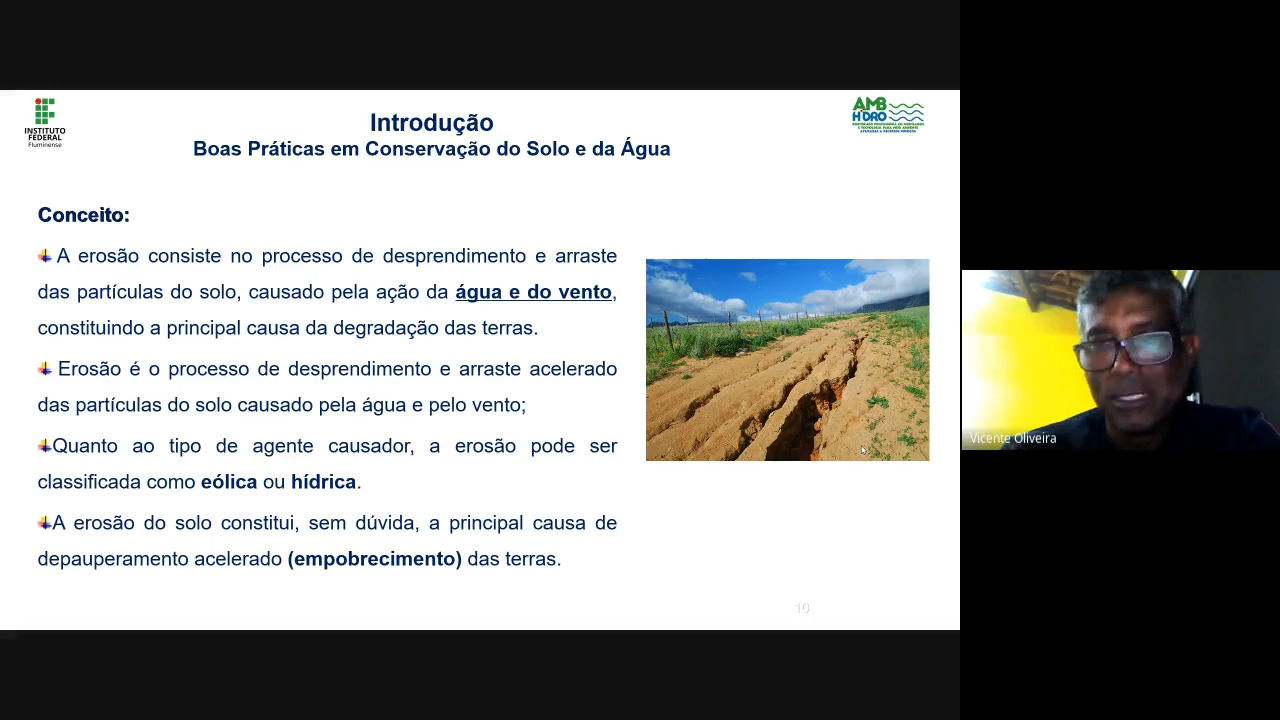 INSTITUTO
FEDERAL
Fluminense
Introdução
Boas Práticas em Conservação do Solo e da Água
AMB
HIDRO
Conceito:
A erosão consiste no processo de desprendimento e arraste
das partículas do solo, causado pela ação da água e do vento,
constituindo a principal causa da degradação das terras.
Erosão é o processo de desprendimento e arraste acelerado
das partículas do solo causado pela água e pelo vento;
Quanto ao tipo de agente causador, a erosão pode ser
classificada como eólica ou hídrica.
A erosão do solo constitui, sem dúvida, a principal causa de
depauperamento acelerado (empobrecimento) das terras.
10
Vicente Oliveira